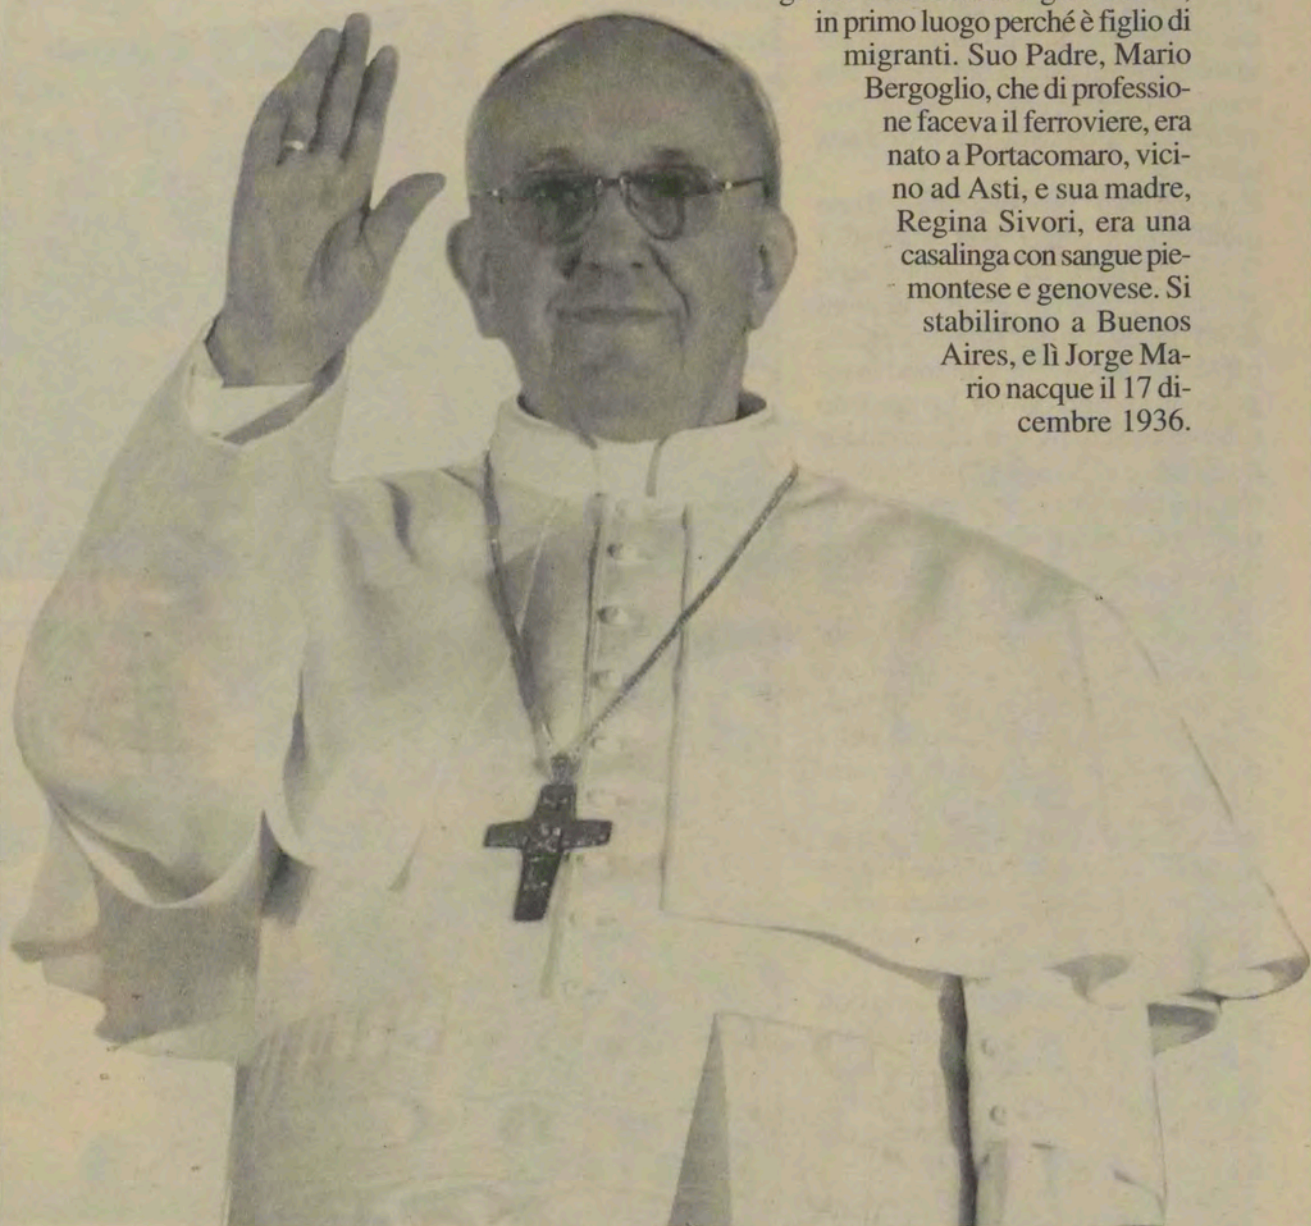 in primo luogo perché è figlio di
migranti. Suo Padre, Mario
Bergoglio, che di professio-
ne faceva il ferroviere, era
nato a Portacomaro, vici-
no ad Asti, e sua madre,
Regina Sivori, era una
casalinga con sangue pie-
montese e genovese. Si
stabilirono a Buenos
Aires, e lì Jorge Ma-
rio nacque il 17 di-
cembre 1936.